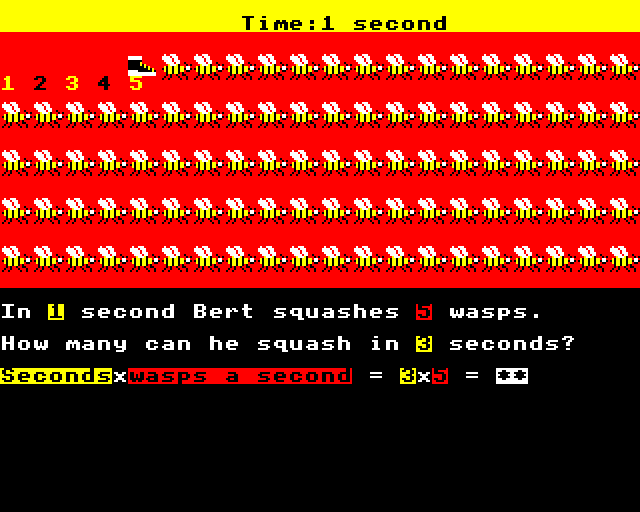 Time:1 second
1 2 3 4 5
In 1 second Bert squashes 5 wasps.
How many can he squash in 3 seconds?
Secondsxwasps a second = 3x5 = **